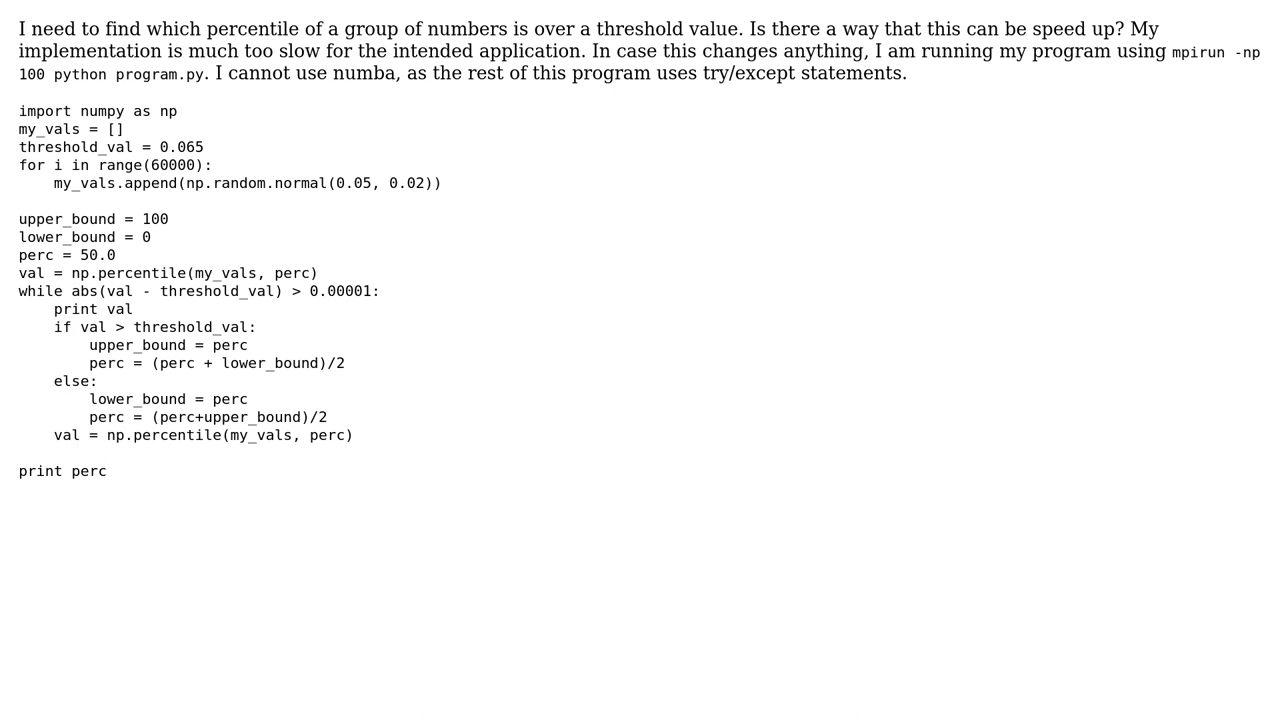 I need to find which percentile of a group of numbers is over a threshold value. Is there a way that this can be speed up? My
implementation is much too slow for the intended application. In case this changes anything, I am running my program using mpirun -np
100 python program.py. I cannot use numba, as the rest of this program uses try/except statements.
import numpy as np
my_vals = []
threshold_val = 0.065
for i in range(60000):
    my_vals.append(np.random.normal(0.05, 0.02))
upper_bound = 100
lower_bound = 0
perc = 50.0
val = np.percentile(my_vals, perc)
while abs(val - threshold_val) > 0.00001:
    print val
    if val > threshold_val:
        upper_bound = perc
        perc = (perc + lower_bound)/2
    else:
        lower_bound = perc
        perc = (perc+upper_bound)/2
    val = np.percentile(my_vals, perc)
print perc